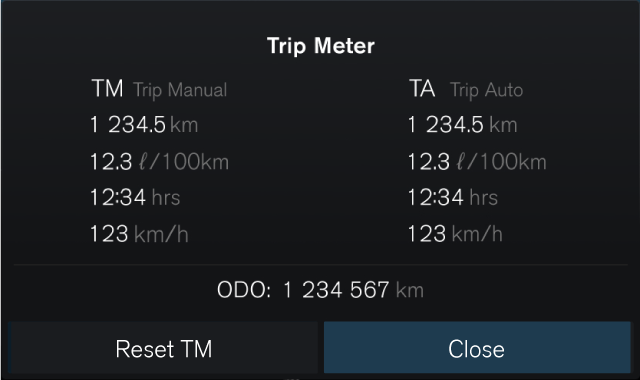 Trip Meter
TM Trip Manual
1 234.5 km
12.3 ℓ/100km
12:34 hrs
123 km/h
TA Trip Auto
1 234.5 km
12.3 ℓ/100km
12:34 hrs
123 km/h
ODO: 1 234 567 km
Reset TM
Close